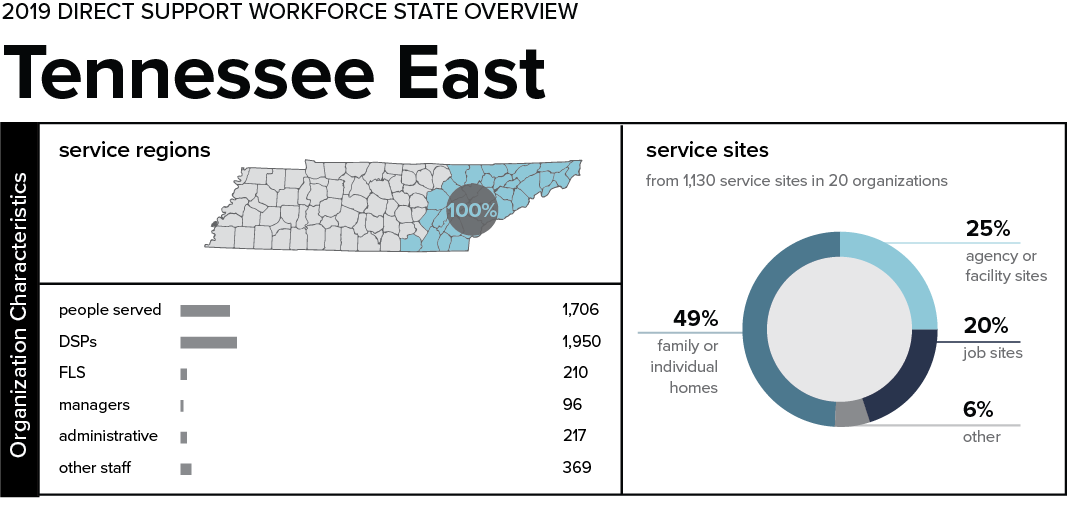 2019 DIRECT SUPPORT WORKFORCE STATE OVERVIEW
Tennessee East
Organization Characteristics
service regions
100%
people served 1,706
DSPs 1,950
FLS 210
managers 96
administrative 217
other staff 369
service sites
from 1,130 service sites in 20 organizations
25%
agency or
facility sites
20%
job sites
6%
other
49%
family or
individual
homes